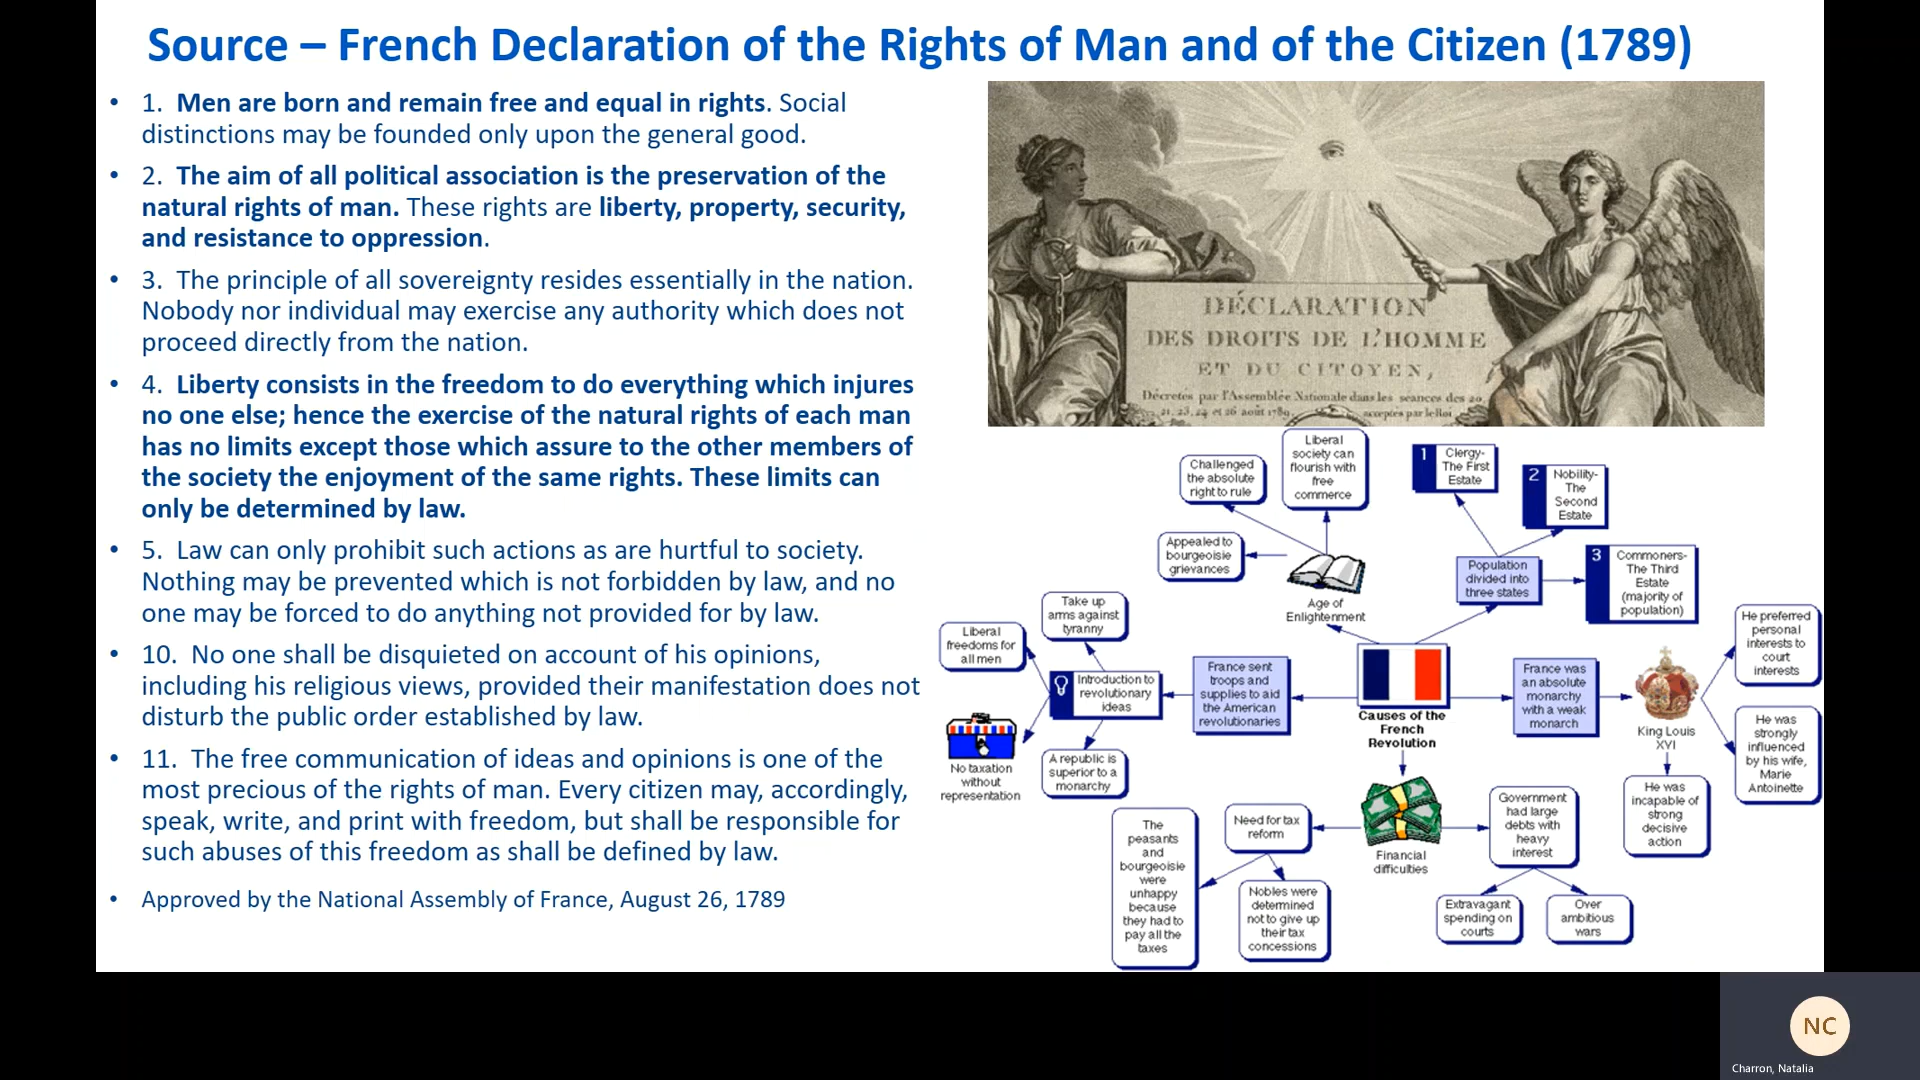 Source – French Declaration of the Rights of Man and of the Citizen (1789)
• 1. Men are born and remain free and equal in rights. Social
distinctions may be founded only upon the general good.
• 2. The aim of all political association is the preservation of the
natural rights of man. These rights are liberty, property, security,
and resistance to oppression.
• 3. The principle of all sovereignty resides essentially in the nation.
Nobody nor individual may exercise any authority which does not
proceed directly from the nation.
• 4. Liberty consists in the freedom to do everything which injures
no one else; hence the exercise of the natural rights of each man
has no limits except those which assure to the other members of
the society the enjoyment of the same rights. These limits can
only be determined by law.
• 5. Law can only prohibit such actions as are hurtful to society.
Nothing may be prevented which is not forbidden by law, and no
one may be forced to do anything not provided for by law.
• 10. No one shall be disquieted on account of his opinions,
including his religious views, provided their manifestation does not
disturb the public order established by law.
• 11. The free communication of ideas and opinions is one of the
most precious of the rights of man. Every citizen may, accordingly,
speak, write, and print with freedom, but shall be responsible for
such abuses of this freedom as shall be defined by law.
• Approved by the National Assembly of France, August 26, 1789
DÉCLARATION
DES DROITS DE L'HOMME
ET DU CITOYEN,
Décretés par l'Assemblée Nationale dans les séances des 20,
21, 23, 24 et 26 août 1789, acceptés par le Roi
Challenged
the absolute
right to rule
Liberal
society can
flourish with
free
commerce
Appealed to
bourgeoisie
grievances
Age of
Enlightenment
1
Clergy-
The First
Estate
2
Nobility-
The
Second
Estate
3
Commoners-
The Third
Estate
(majority of
population)
Population
divided into
three states
Take up
arms against
tyranny
Liberal
freedoms for
all men
Introduction to
revolutionary
ideas
No taxation
without
representation
A republic is
superior to a
monarchy
France sent
troops and
supplies to aid
the American
revolutionaries
Causes of the
French
Revolution
France was
an absolute
monarchy
with a weak
monarch
King Louis
XVI
He preferred
personal
interests to
court
interests
He was
strongly
influenced
by his wife,
Marie
Antoinette
He was
incapable of
strong
decisive
action
Financial
difficulties
Need for tax
reform
The
peasants
and
bourgeoisie
were
unhappy
because
they had to
pay all the
taxes
Nobles were
determined
not to give up
their tax
concessions
Government
had large
debts with
heavy
interest
Extravagant
spending on
courts
Over
ambitious
wars
NC
Charron, Natalia